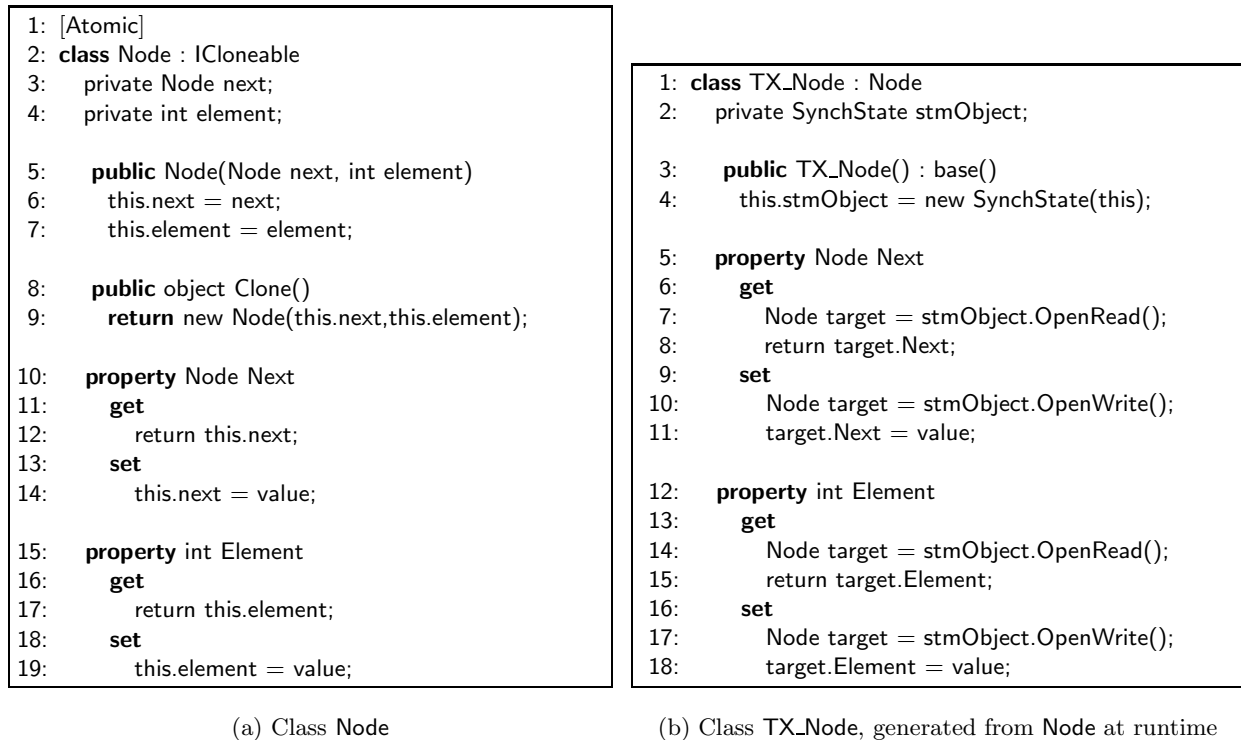 1: [Atomic]
2: class Node : ICloneable
3: private Node next;
4: private int element;
5: public Node(Node next, int element)
6: this.next = next;
7: this.element = element;
8: public object Clone()
9: return new Node(this.next,this.element);
10: property Node Next
11: get
12: return this.next;
13: set
14: this.next = value;
15: property int Element
16: get
17: return this.element;
18: set
19: this.element = value;
(a) Class Node
1: class TX_Node : Node
2: private SynchState stmObject;
3: public TX_Node() : base()
4: this.stmObject = new SynchState(this);
5: property Node Next
6: get
7: Node target = stmObject.OpenRead();
8: return target.Next;
9: set
10: Node target = stmObject.OpenWrite();
11: target.Next = value;
12: property int Element
13: get
14: Node target = stmObject.OpenRead();
15: return target.Element;
16: set
17: Node target = stmObject.OpenWrite();
18: target.Element = value;
(b) Class TX_Node, generated from Node at runtime